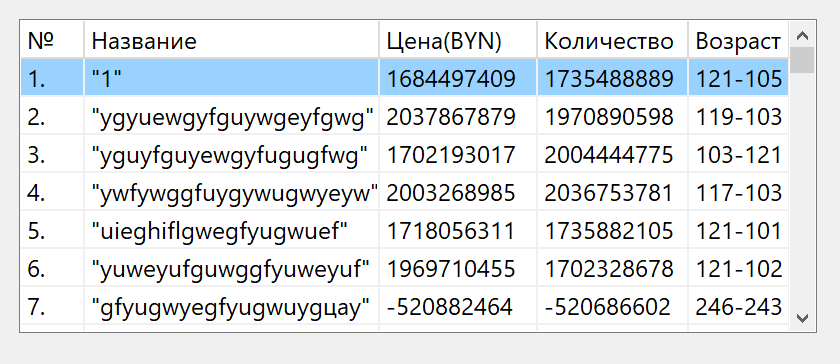 № Название Цена(BYN) Количество Возраст
1. "1" 1684497409 1735488889 121-105
2. "ygyuewgyfguywgeyfgwg" 2037867879 1970890598 119-103
3. "yguyfguyewgyfugugfwg" 1702193017 2004444775 103-121
4. "ywfywggfuygywugwyeyw" 2003268985 2036753781 117-103
5. "uieghiflgwegfyugwuef" 1718056311 1735882105 121-101
6. "yuweyufguwggfyuweyuf" 1969710455 1702328678 121-102
7. "gfyugwyegfyugwuygцау" -520882464 -520686602 246-243